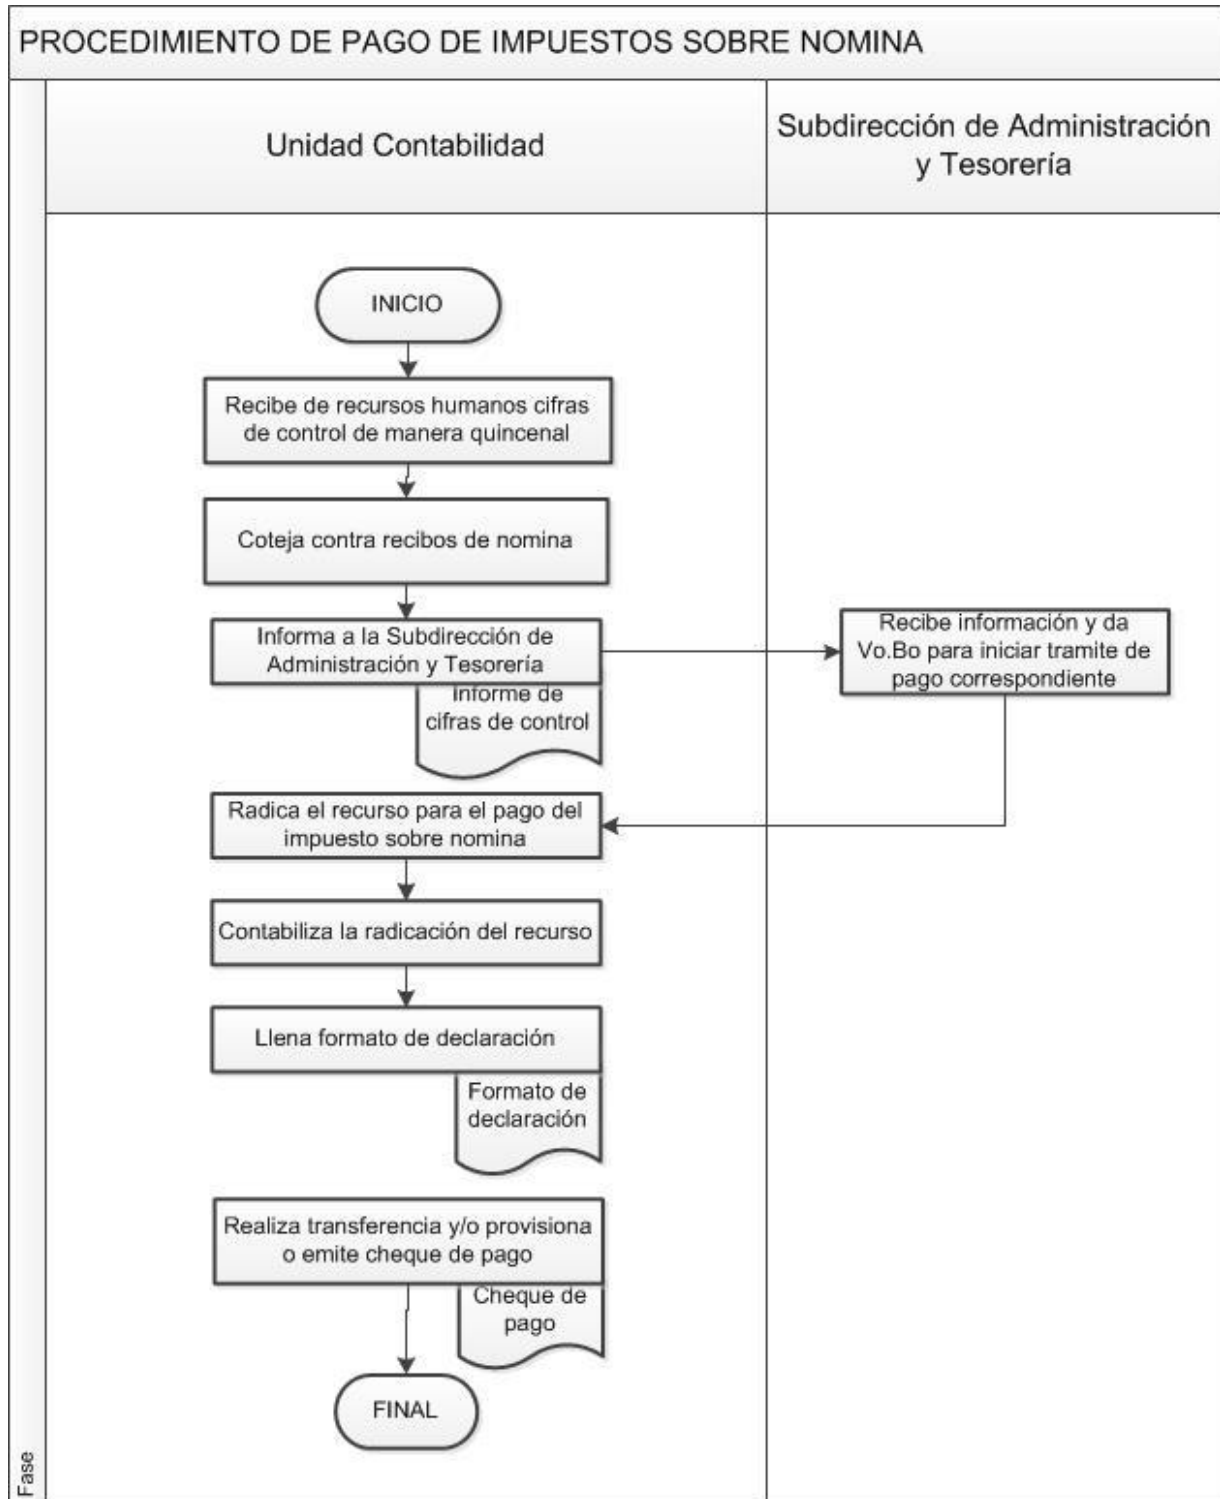 PROCEDIMIENTO DE PAGO DE IMPUESTOS SOBRE NOMINA
Unidad Contabilidad
Subdirección de Administración
y Tesorería
INICIO
Recibe de recursos humanos cifras
de control de manera quincenal
Coteja contra recibos de nomina
Informa a la Subdirección de
Administración y Tesorería
Informe de
cifras de control
Recibe información y da
Vo.Bo para iniciar tramite de
pago correspondiente
Radica el recurso para el pago del
impuesto sobre nomina
Contabiliza la radicación del recurso
Llena formato de declaración
Formato de
declaración
Realiza transferencia y/o provisiona
o emite cheque de pago
Cheque de
pago
FINAL
Fase